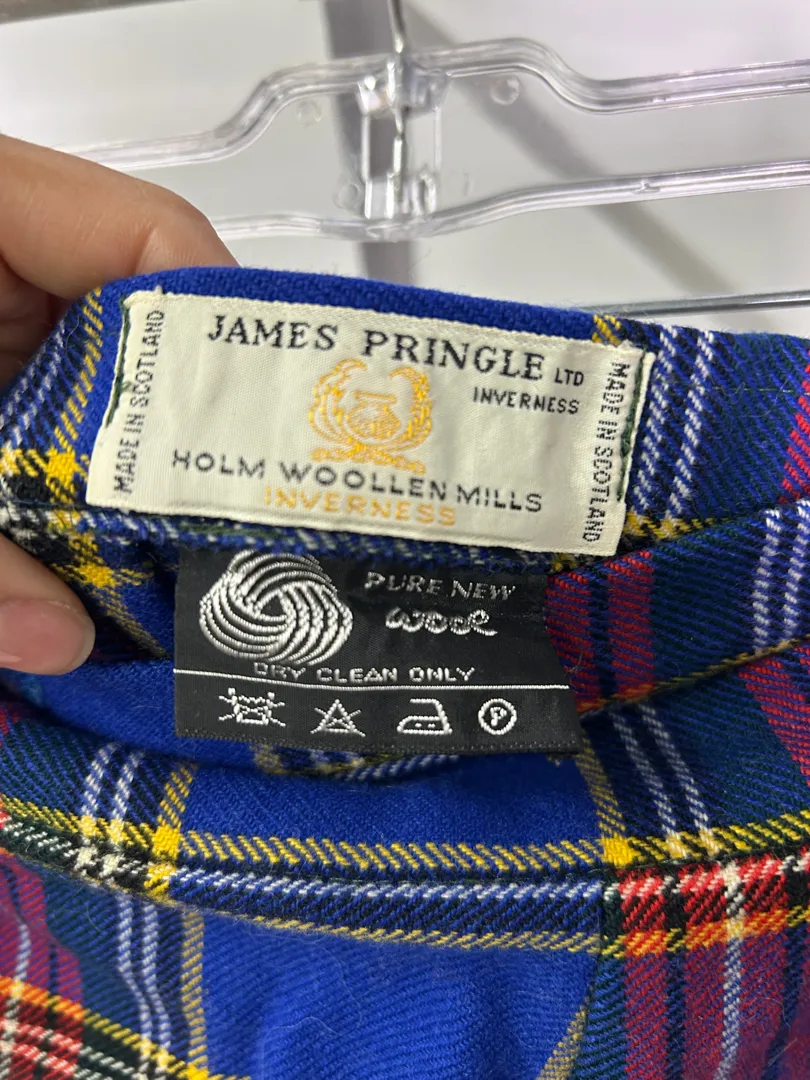 JAMES PRINGLE LTD
INVERNESS
MADE IN SCOTLAND
MADE IN SCOTLAND
HOLM WOOLLEN MILLS
INVERNESS
PURE NEW
WOOL
DRY CLEAN ONLY
P